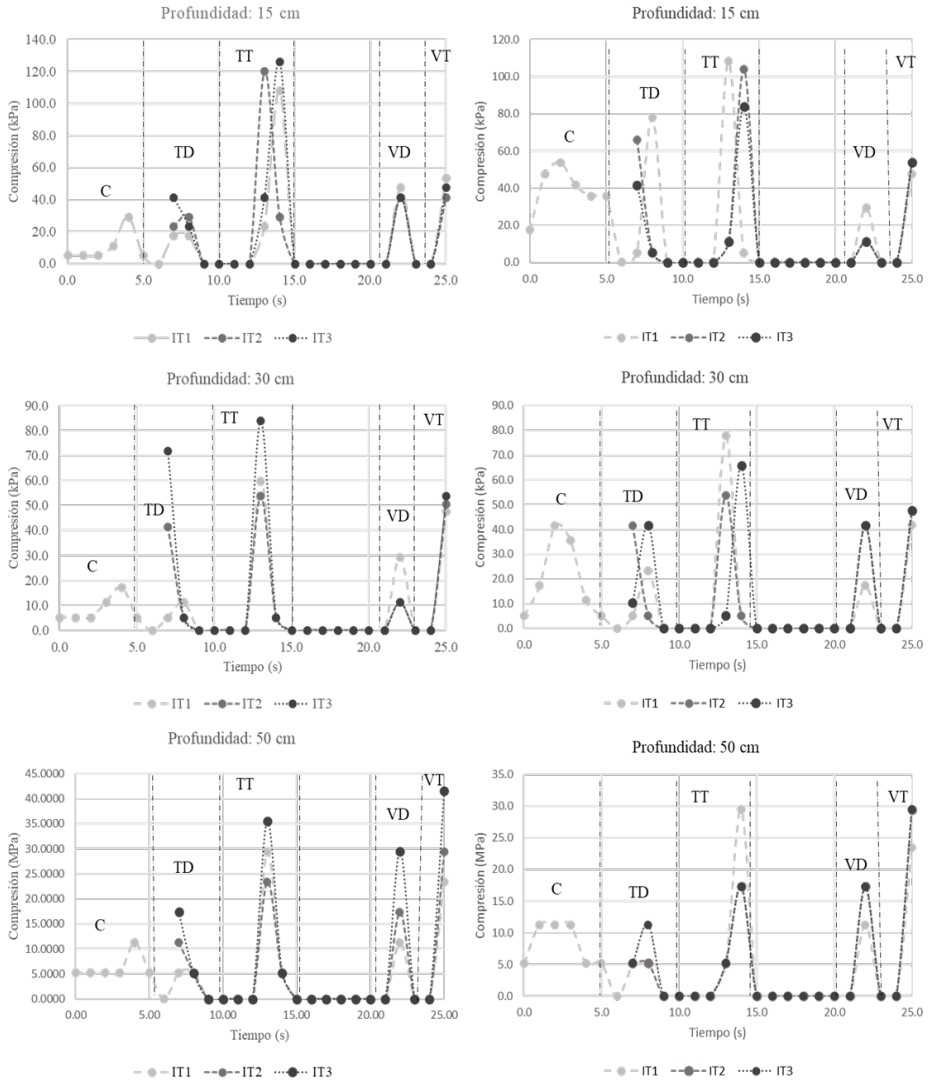 Profundidad: 15 cm
Compresión (kPa)
140.0
120.0
100.0
80.0
60.0
40.0
20.0
0.0
C
TD
TT
VD
VT
0.0 5.0 10.0 15.0 20.0 25.0
Tiempo (s)
IT1 IT2 IT3
Profundidad: 15 cm
Compresión (kPa)
120.0
100.0
80.0
60.0
40.0
20.0
0.0
C
TD
TT
VD
VT
0.0 5.0 10.0 15.0 20.0 25.0
Tiempo (s)
IT1 IT2 IT3
Profundidad: 30 cm
Compresión (kPa)
90.0
80.0
70.0
60.0
50.0
40.0
30.0
20.0
10.0
0.0
C
TD
TT
VD
VT
0.0 5.0 10.0 15.0 20.0 25.0
Tiempo (s)
IT1 IT2 IT3
Profundidad: 30 cm
Compresión (kPa)
90.0
80.0
70.0
60.0
50.0
40.0
30.0
20.0
10.0
0.0
C
TD
TT
VD
VT
0.0 5.0 10.0 15.0 20.0 25.0
Tiempo (s)
IT1 IT2 IT3
Profundidad: 50 cm
Compresión (MPa)
45.0000
40.0000
35.0000
30.0000
25.0000
20.0000
15.0000
10.0000
5.0000
0.0000
C
TD
TT
VD
VT
0.00 5.00 10.00 15.00 20.00 25.00
Tiempo (s)
IT1 IT2 IT3
Profundidad: 50 cm
Compresión (MPa)
35.0
30.0
25.0
20.0
15.0
10.0
5.0
0.0
C
TD
TT
VD
VT
0.0 5.0 10.0 15.0 20.0 25.0
Tiempo (s)
IT1 IT2 IT3